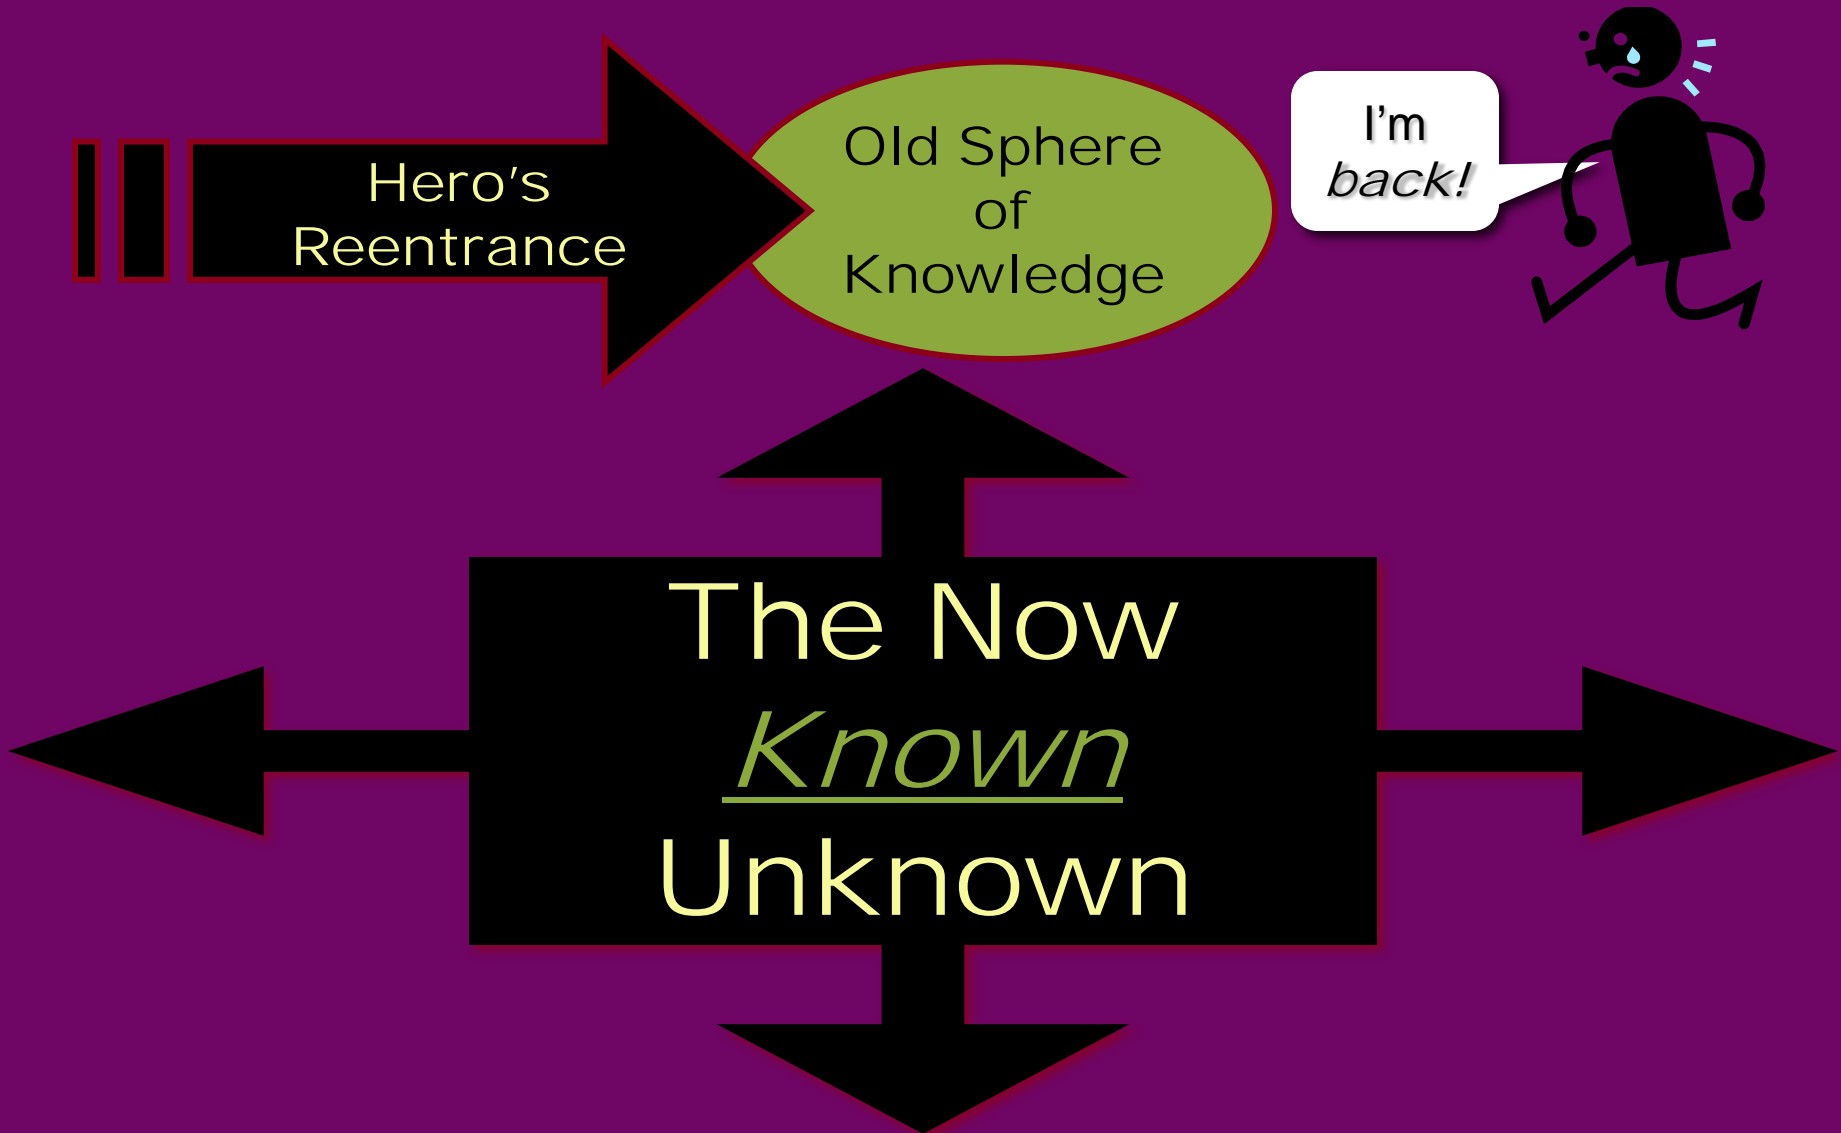 Hero's
Reentrance
Old Sphere
of
Knowledge
I'm
back!
The Now
Known
Unknown